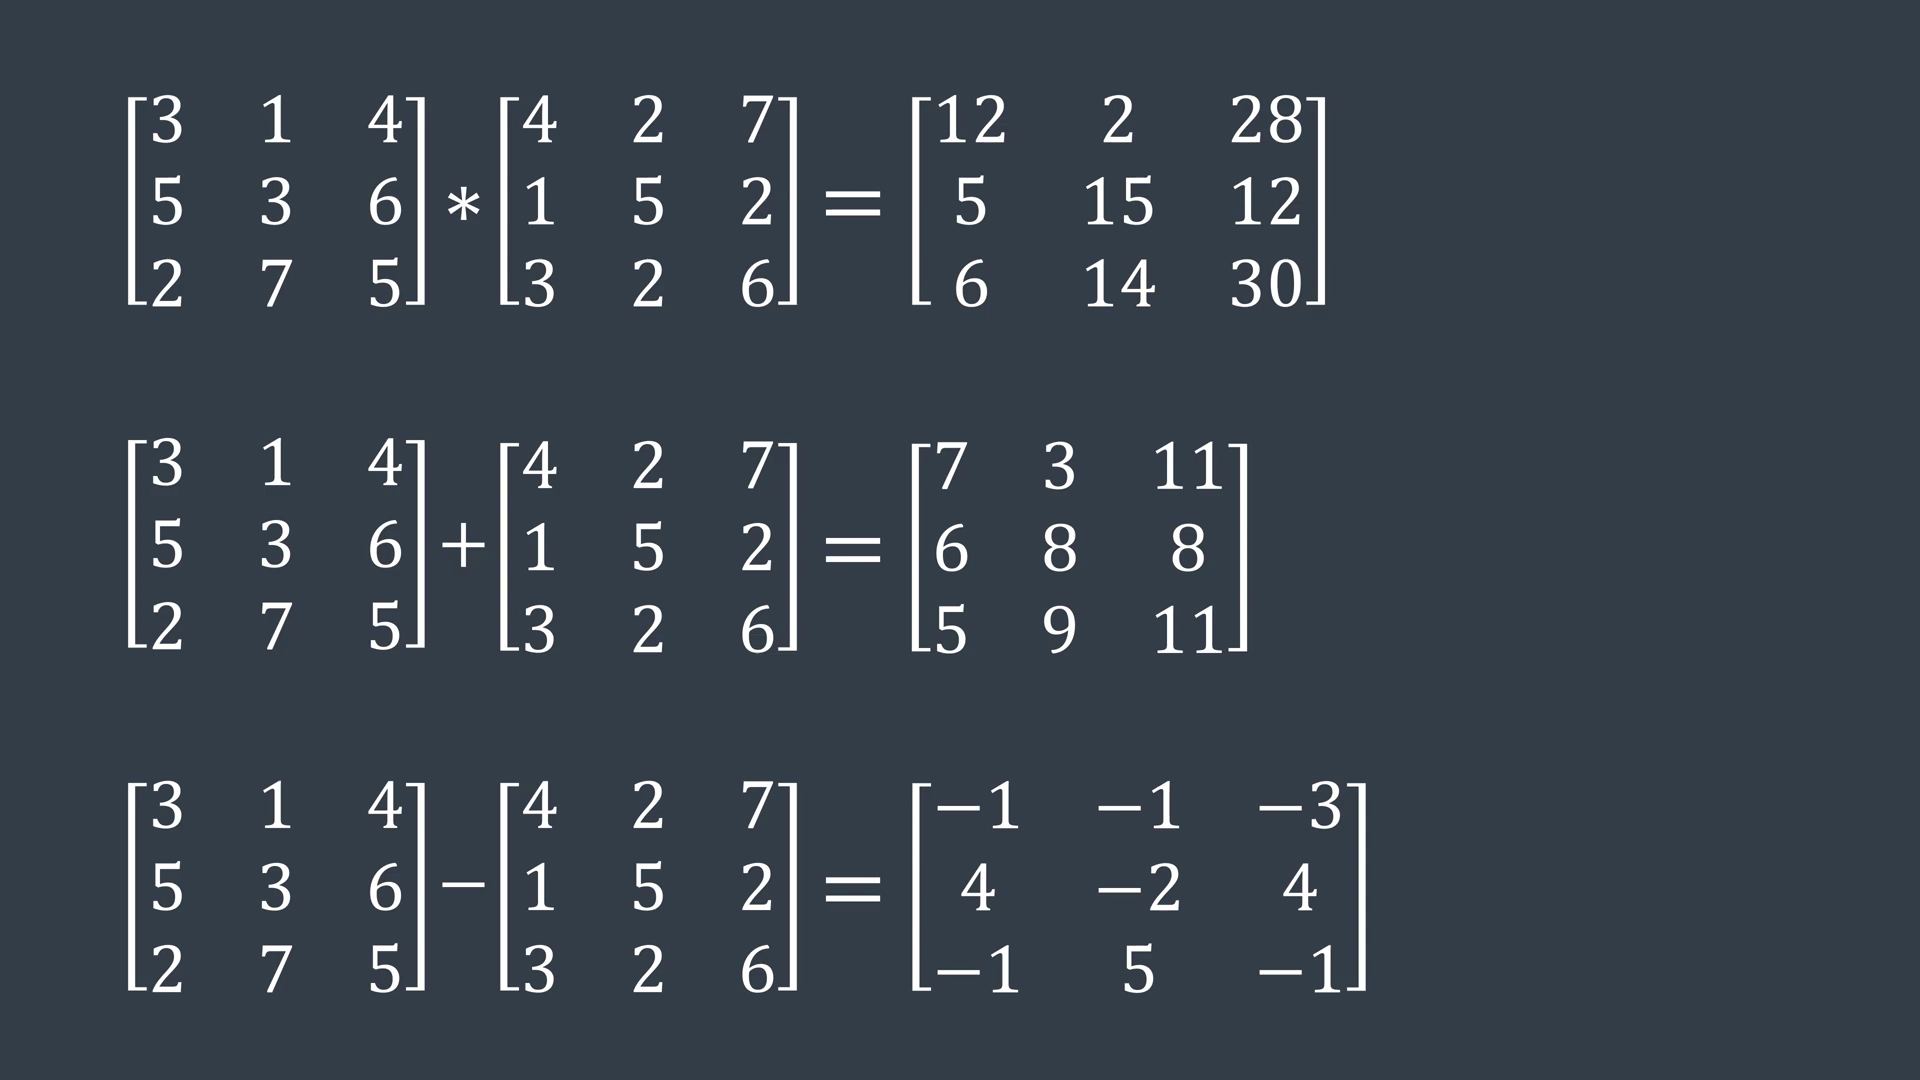 [3 1 4 [4 2 7 [12 2 28
5 3 6 * 1 5 2 = 5 15 12
2 7 5] 3 2 6] 6 14 30]
[3 1 4 [4 2 7 [7 3 11
5 3 6 + 1 5 2 = 6 8 8
2 7 5] 3 2 6] 5 9 11]
[3 1 4 [4 2 7 [−1 −1 −3
5 3 6 − 1 5 2 = 4 −2 4
2 7 5] 3 2 6] −1 5 −1]